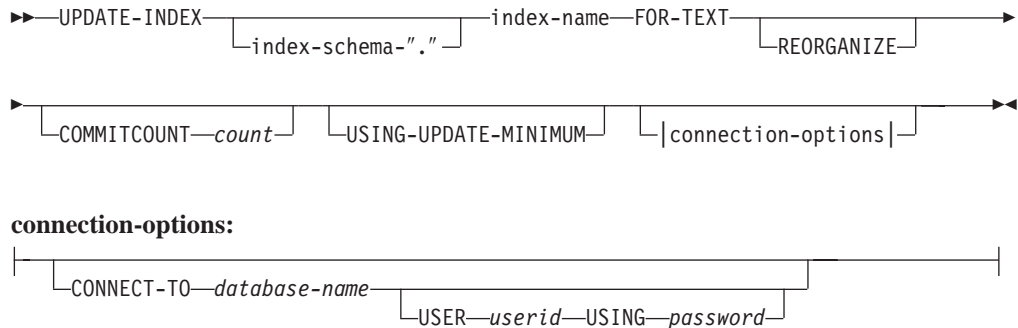 UPDATE-INDEX index-name FOR-TEXT
index-schema-"." REORGANIZE
COMMITCOUNT count USING-UPDATE-MINIMUM |connection-options|
connection-options:
CONNECT-TO database-name
USER userid USING password